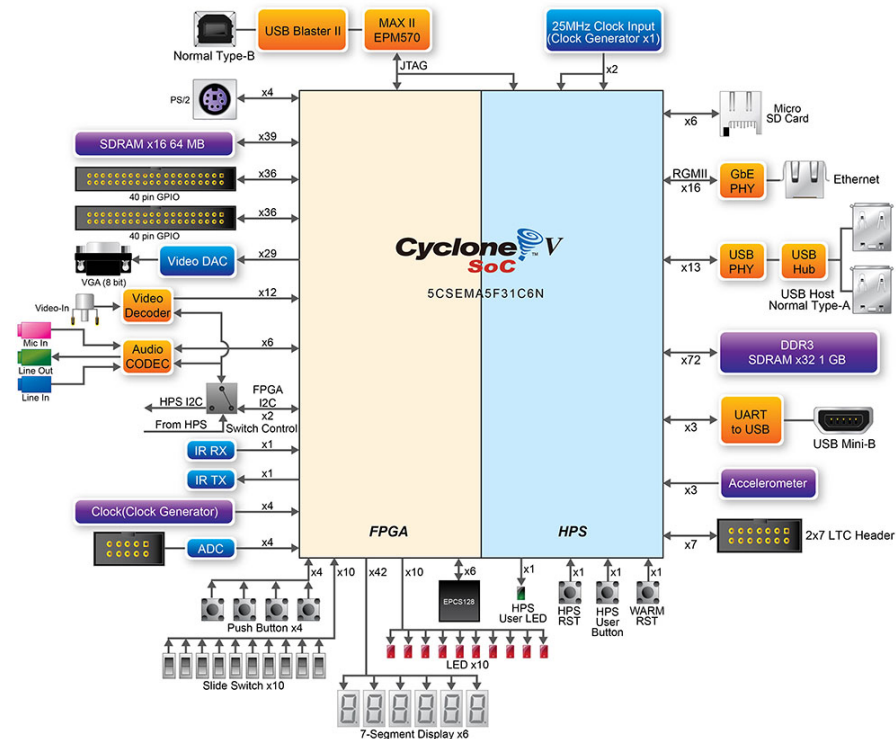 Normal Type-B
USB Blaster II
MAX II
EPM570
JTAG
25MHz Clock Input
(Clock Generator x1)
x2
PS/2
x4
SDRAM x16 64 MB
x39
40 pin GPIO
x36
40 pin GPIO
x36
VGA (8 bit)
Video DAC
x29
Video-In
Video
Decoder
x12
Mic In
Line Out
Line In
Audio
CODEC
x6
HPS I2C
From HPS
FPGA
I2C
x2
Switch Control
IR RX
x1
IR TX
x1
Clock(Clock Generator)
x4
ADC
x4
Cyclone V
TM
SoC
5CSEMA5F31C6N
FPGA
HPS
x6
Micro
SD Card
RGMII
x16
GbE
PHY
Ethernet
x13
USB
PHY
USB
Hub
USB Host
Normal Type-A
x72
DDR3
SDRAM x32 1 GB
x3
UART
to USB
USB Mini-B
x3
Accelerometer
x7
2x7 LTC Header
x4
x10
x42
x10
x6
x1
x1
x1
x1
Push Button x4
Slide Switch x10
EPCS128
HPS
User LED
HPS
RST
HPS
User
Button
WARM
RST
LED x10
7-Segment Display x6